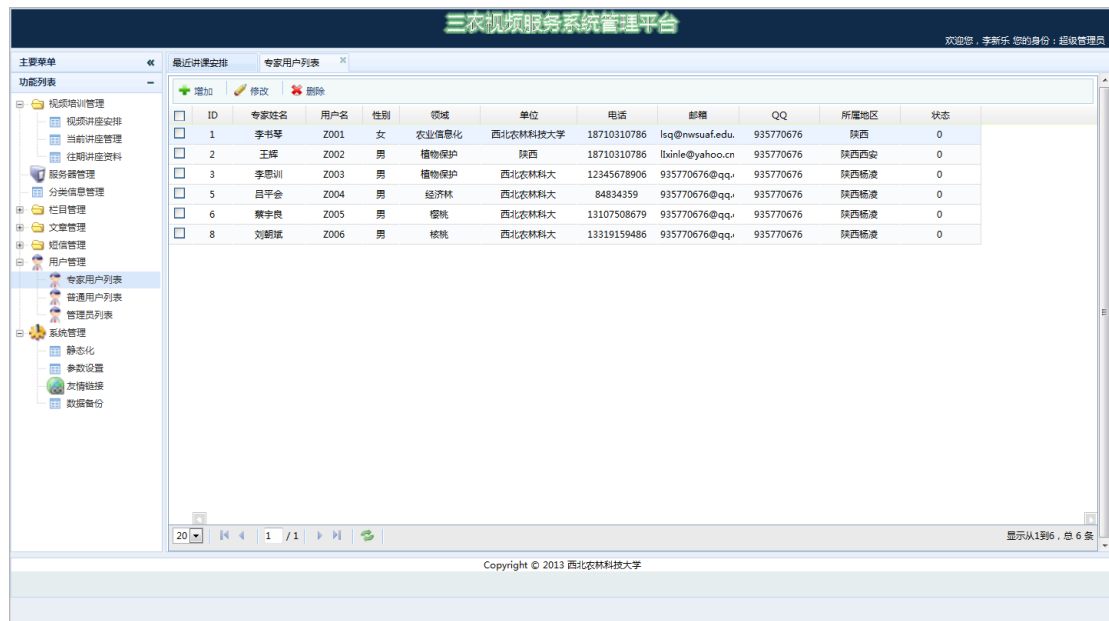 三农视频服务系统管理平台
欢迎您，李新乐 您的身份：超级管理员
主要菜单
功能列表
视频培训管理
视频讲座安排
当前讲座管理
往期讲座资料
服务器管理
分类信息管理
栏目管理
文章管理
短信管理
用户管理
专家用户列表
普通用户列表
管理员列表
系统管理
静态化
参数设置
友情链接
数据备份
最近讲课安排 专家用户列表
增加 修改 删除
ID 专家姓名 用户名 性别 领域 单位 电话 邮箱 QQ 所属地区 状态
1 李书琴 Z001 女 农业信息化 西北农林科技大学 18710310786 lsq@nwsuaf.edu. 935770676 陕西 0
2 王辉 Z002 男 植物保护 陕西 18710310786 llxinle@yahoo.cn 935770676 陕西西安 0
3 李思训 Z003 男 植物保护 西北农林科大 12345678906 935770676@qq. 935770676 陕西杨凌 0
5 吕平会 Z004 男 经济林 西北农林科大 84834359 935770676@qq. 935770676 陕西杨凌 0
6 蔡宇良 Z005 男 樱桃 西北农林科大 13107508679 935770676@qq. 935770676 陕西杨凌 0
8 刘朝斌 Z006 男 核桃 西北农林科大 13319159486 935770676@qq. 935770676 陕西杨凌 0
20 1 /1 显示从1到6，总 6 条
Copyright © 2013 西北农林科技大学